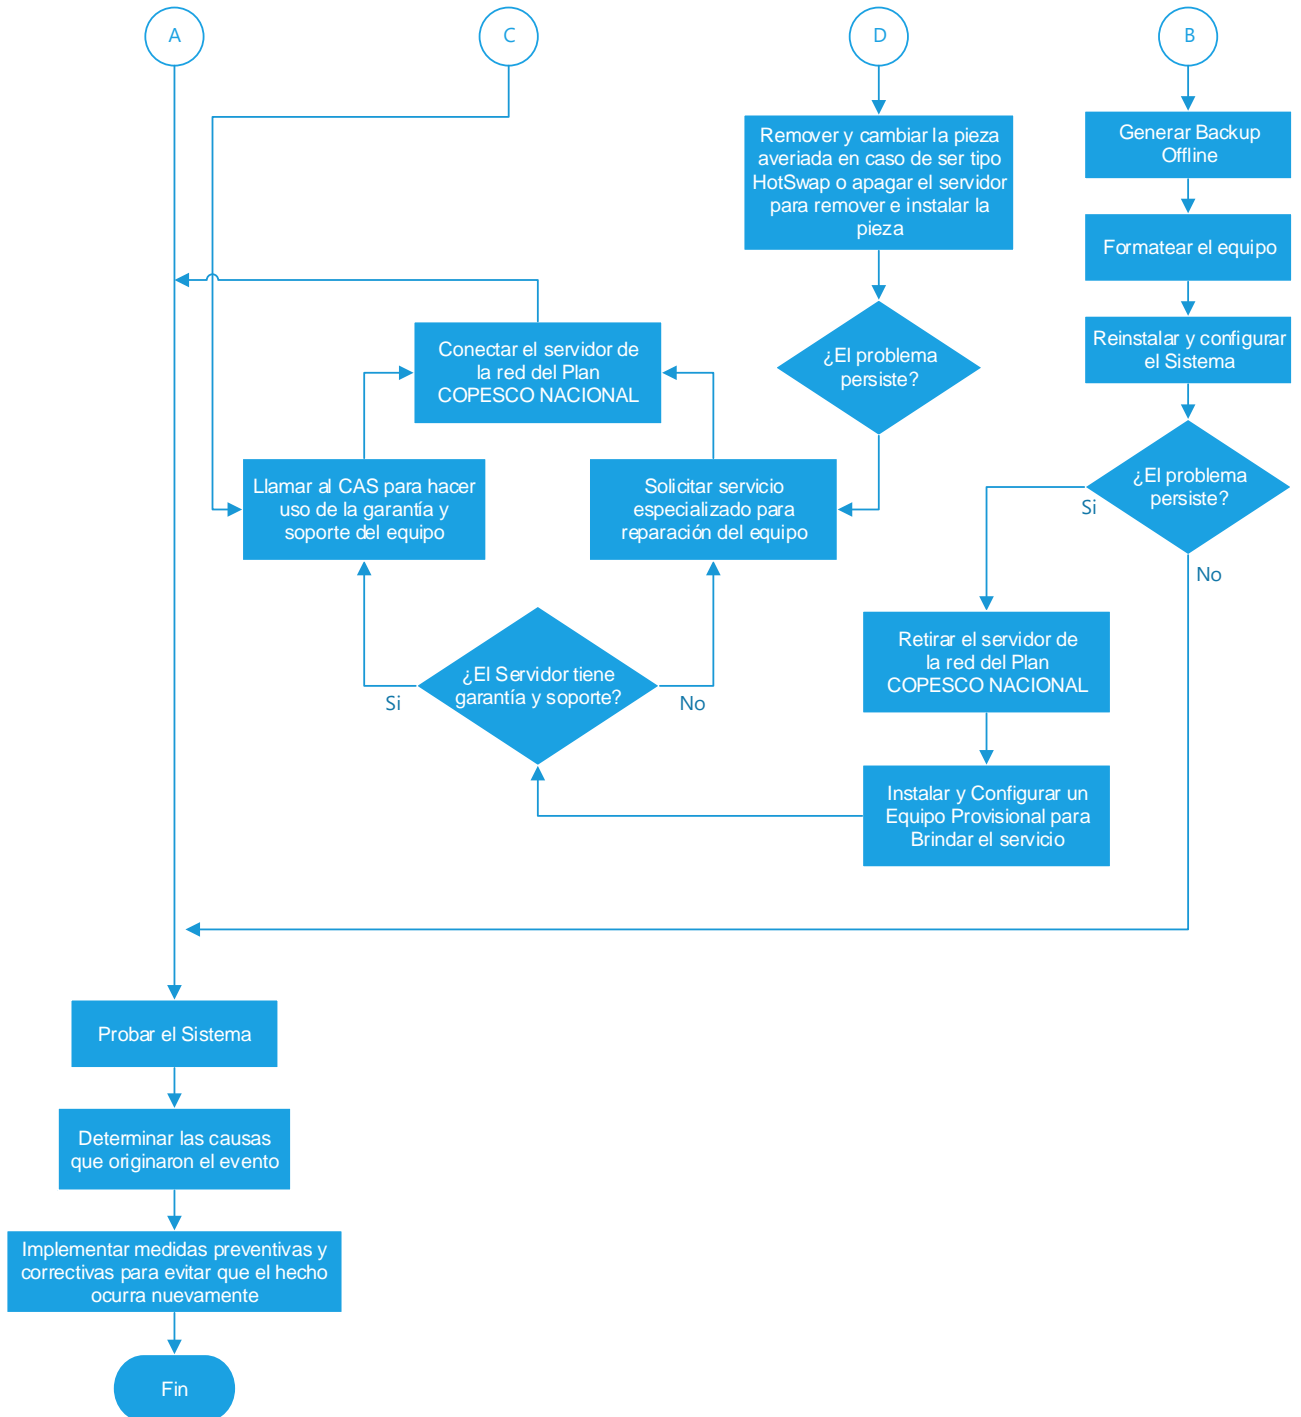 A
C
D
B
Remover y cambiar la pieza
averiada en caso de ser tipo
HotSwap o apagar el servidor
para remover e instalar la
pieza
Generar Backup
Offline
Formatear el equipo
Reinstalar y configurar
el Sistema
Conectar el servidor de
la red del Plan
COPESCO NACIONAL
¿El problema
persiste?
¿El problema
persiste?
Si
No
Llamar al CAS para hacer
uso de la garantía y
soporte del equipo
Solicitar servicio
especializado para
reparación del equipo
¿El Servidor tiene
garantía y soporte?
Si
No
Retirar el servidor de
la red del Plan
COPESCO NACIONAL
Instalar y Configurar un
Equipo Provisional para
Brindar el servicio
Probar el Sistema
Determinar las causas
que originaron el evento
Implementar medidas preventivas y
correctivas para evitar que el hecho
ocurra nuevamente
Fin